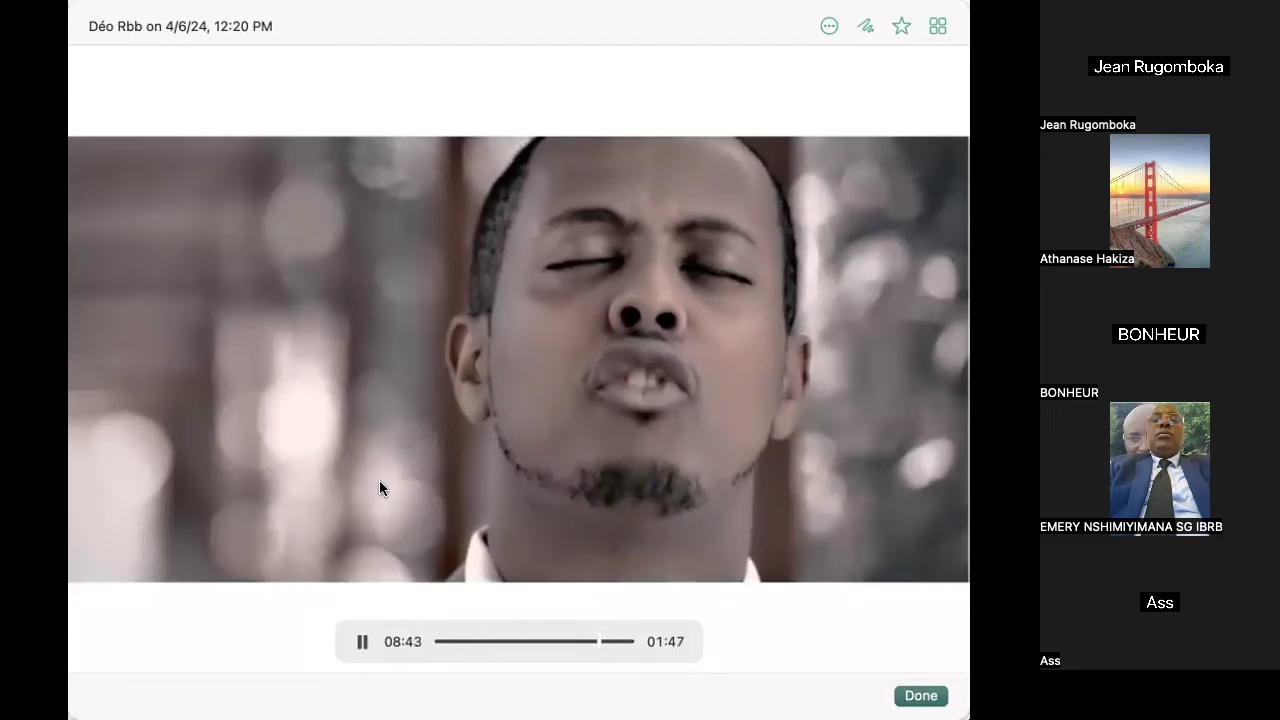 Déo Rbb on 4/6/24, 12:20 PM
08:43
01:47
Done
Jean Rugomboka
Jean Rugomboka
Athanase Hakiza
BONHEUR
BONHEUR
EMERY NSHIMIYIMANA SG IBRB
Ass
Ass